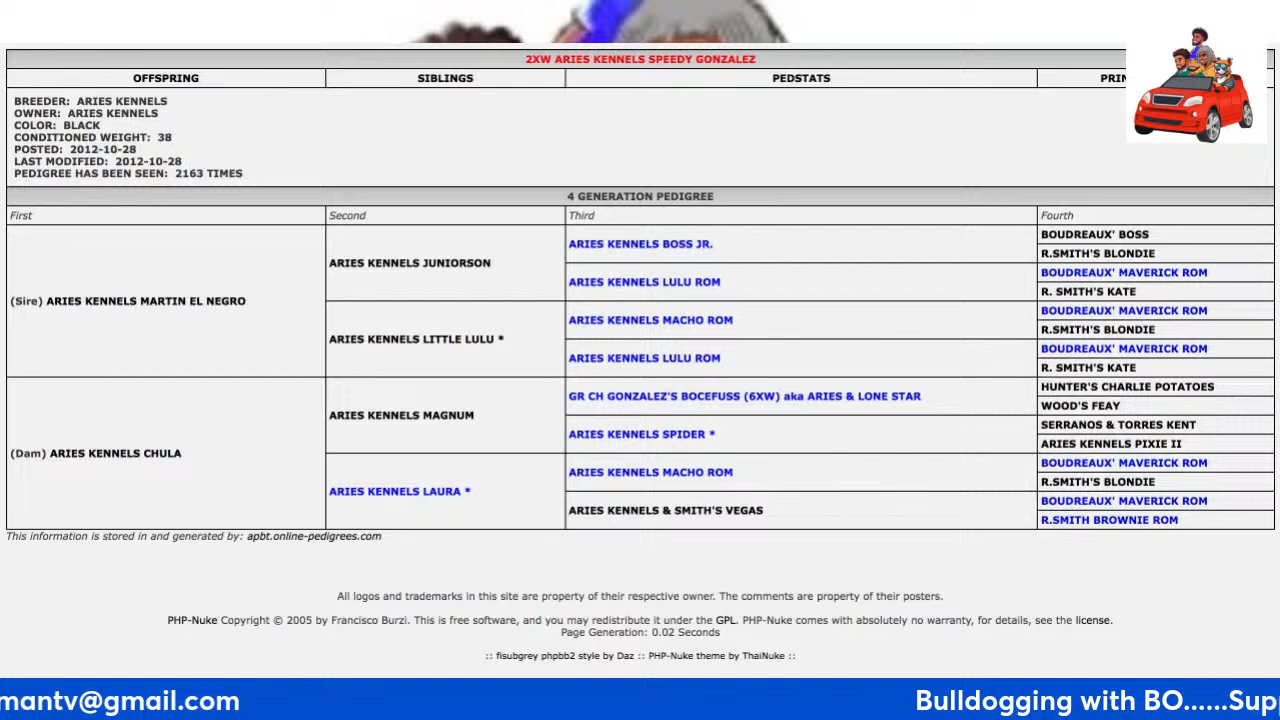 2XW ARIES KENNELS SPEEDY GONZALEZ
OFFSPRING SIBLINGS PEDSTATS
BREEDER: ARIES KENNELS
OWNER: ARIES KENNELS
COLOR: BLACK
CONDITIONED WEIGHT: 38
POSTED: 2012-10-28
LAST MODIFIED: 2012-10-28
PEDIGREE HAS BEEN SEEN: 2163 TIMES
4 GENERATION PEDIGREE
First Second Third Fourth
(Sire) ARIES KENNELS MARTIN EL NEGRO
ARIES KENNELS JUNIORSON
ARIES KENNELS BOSS JR.
BOUDREAUX' BOSS
R.SMITH'S BLONDIE
ARIES KENNELS LULU ROM
BOUDREAUX' MAVERICK ROM
R. SMITH'S KATE
ARIES KENNELS LITTLE LULU *
ARIES KENNELS MACHO ROM
BOUDREAUX' MAVERICK ROM
R.SMITH'S BLONDIE
ARIES KENNELS LULU ROM
BOUDREAUX' MAVERICK ROM
R. SMITH'S KATE
(Dam) ARIES KENNELS CHULA
ARIES KENNELS MAGNUM
GR CH GONZALEZ'S BOCEFUSS (6XW) aka ARIES & LONE STAR
HUNTER'S CHARLIE POTATOES
WOOD'S FEAY
ARIES KENNELS SPIDER *
SERRANOS & TORRES KENT
ARIES KENNELS PIXIE II
ARIES KENNELS LAURA *
ARIES KENNELS MACHO ROM
BOUDREAUX' MAVERICK ROM
R.SMITH'S BLONDIE
ARIES KENNELS & SMITH'S VEGAS
BOUDREAUX' MAVERICK ROM
R.SMITH BROWNIE ROM
This information is stored in and generated by: apbt.online-pedigrees.com
All logos and trademarks in this site are property of their respective owner. The comments are property of their posters.
PHP-Nuke Copyright © 2005 by Francisco Burzi. This is free software, and you may redistribute it under the GPL. PHP-Nuke comes with absolutely no warranty, for details, see the license.
Page Generation: 0.02 Seconds
:: fisubgrey phpbb2 style by Daz :: PHP-Nuke theme by ThaiNuke ::
mantv@gmail.com Bulldogging with BO......Sup